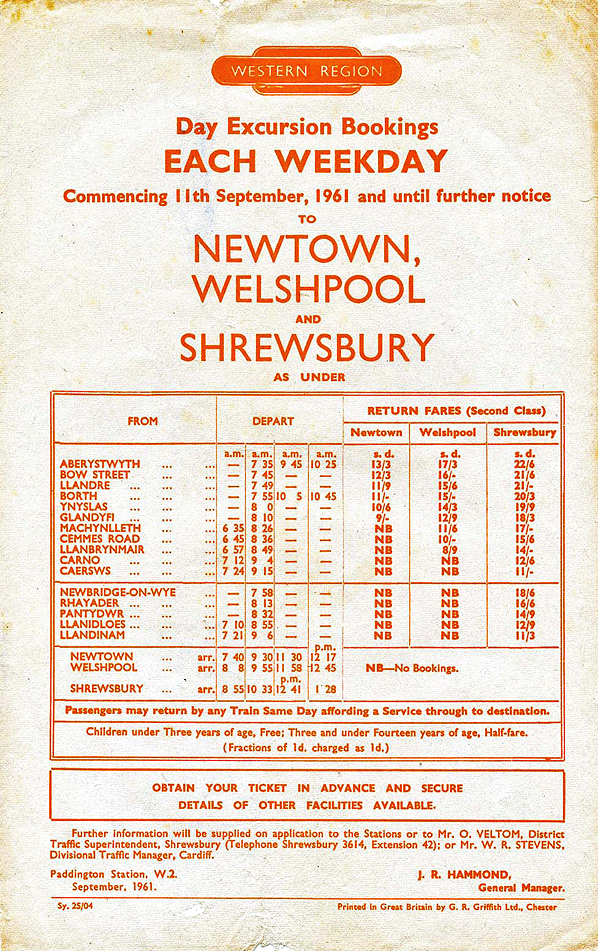 WESTERN REGION
Day Excursion Bookings
EACH WEEKDAY
Commencing 11th September, 1961 and until further notice
TO
NEWTOWN,
WELSHPOOL
AND
SHREWSBURY
AS UNDER
FROM DEPART RETURN FARES (Second Class)
Newtown Welshpool Shrewsbury
a.m. a.m. a.m. a.m. s. d. s. d. s. d.
ABERYSTWYTH ... ... — 7 35 9 45 10 25 13/3 17/3 22/6
BOW STREET ... ... — 7 45 — — 12/3 16/- 21/6
LLANDRE ... ... — 7 49 — — 11/9 15/6 21/-
BORTH ... ... — 7 55 10 5 10 45 11/- 15/- 20/3
YNYSLAS ... ... — 8 0 — — 10/6 14/3 19/9
GLANDYFI ... ... — 8 10 — — 9/- 12/9 18/3
MACHYNLLETH ... ... 6 35 8 26 — — NB 11/6 17/-
CEMMES ROAD ... ... 6 45 8 36 — — NB 10/- 15/6
LLANBRYNMAIR ... ... 6 57 8 49 — — NB 8/9 14/-
CARNO ... ... 7 12 9 4 — — NB NB 12/6
CAERSWS ... ... 7 24 9 15 — — NB NB 11/-
NEWBRIDGE-ON-WYE ... — 7 58 — — NB NB 18/6
RHAYADER ... ... — 8 13 — — NB NB 16/6
PANTYDWR ... ... — 8 32 — — NB NB 14/9
LLANIDLOES ... ... 7 10 8 55 — — NB NB 12/9
LLANDINAM ... ... 7 21 9 6 — — NB NB 11/3
p.m.
NEWTOWN ... arr. 7 40 9 30 11 30 12 17
WELSHPOOL ... arr. 8 8 9 55 11 58 12 45 NB—No Bookings.
p.m.
SHREWSBURY ... arr. 8 55 10 33 12 41 1 28
Passengers may return by any Train Same Day affording a Service through to destination.
Children under Three years of age, Free; Three and under Fourteen years of age, Half-fare.
(Fractions of 1d. charged as 1d.)
OBTAIN YOUR TICKET IN ADVANCE AND SECURE
DETAILS OF OTHER FACILITIES AVAILABLE.
Further information will be supplied on application to the Stations or to Mr. O. VELTOM, District
Traffic Superintendent, Shrewsbury (Telephone Shrewsbury 3614, Extension 42); or Mr. W. R. STEVENS,
Divisional Traffic Manager, Cardiff.
Paddington Station, W.2. J. R. HAMMOND,
September, 1961. General Manager.
Sy. 25/04 Printed in Great Britain by G. R. Griffith Ltd., Chester